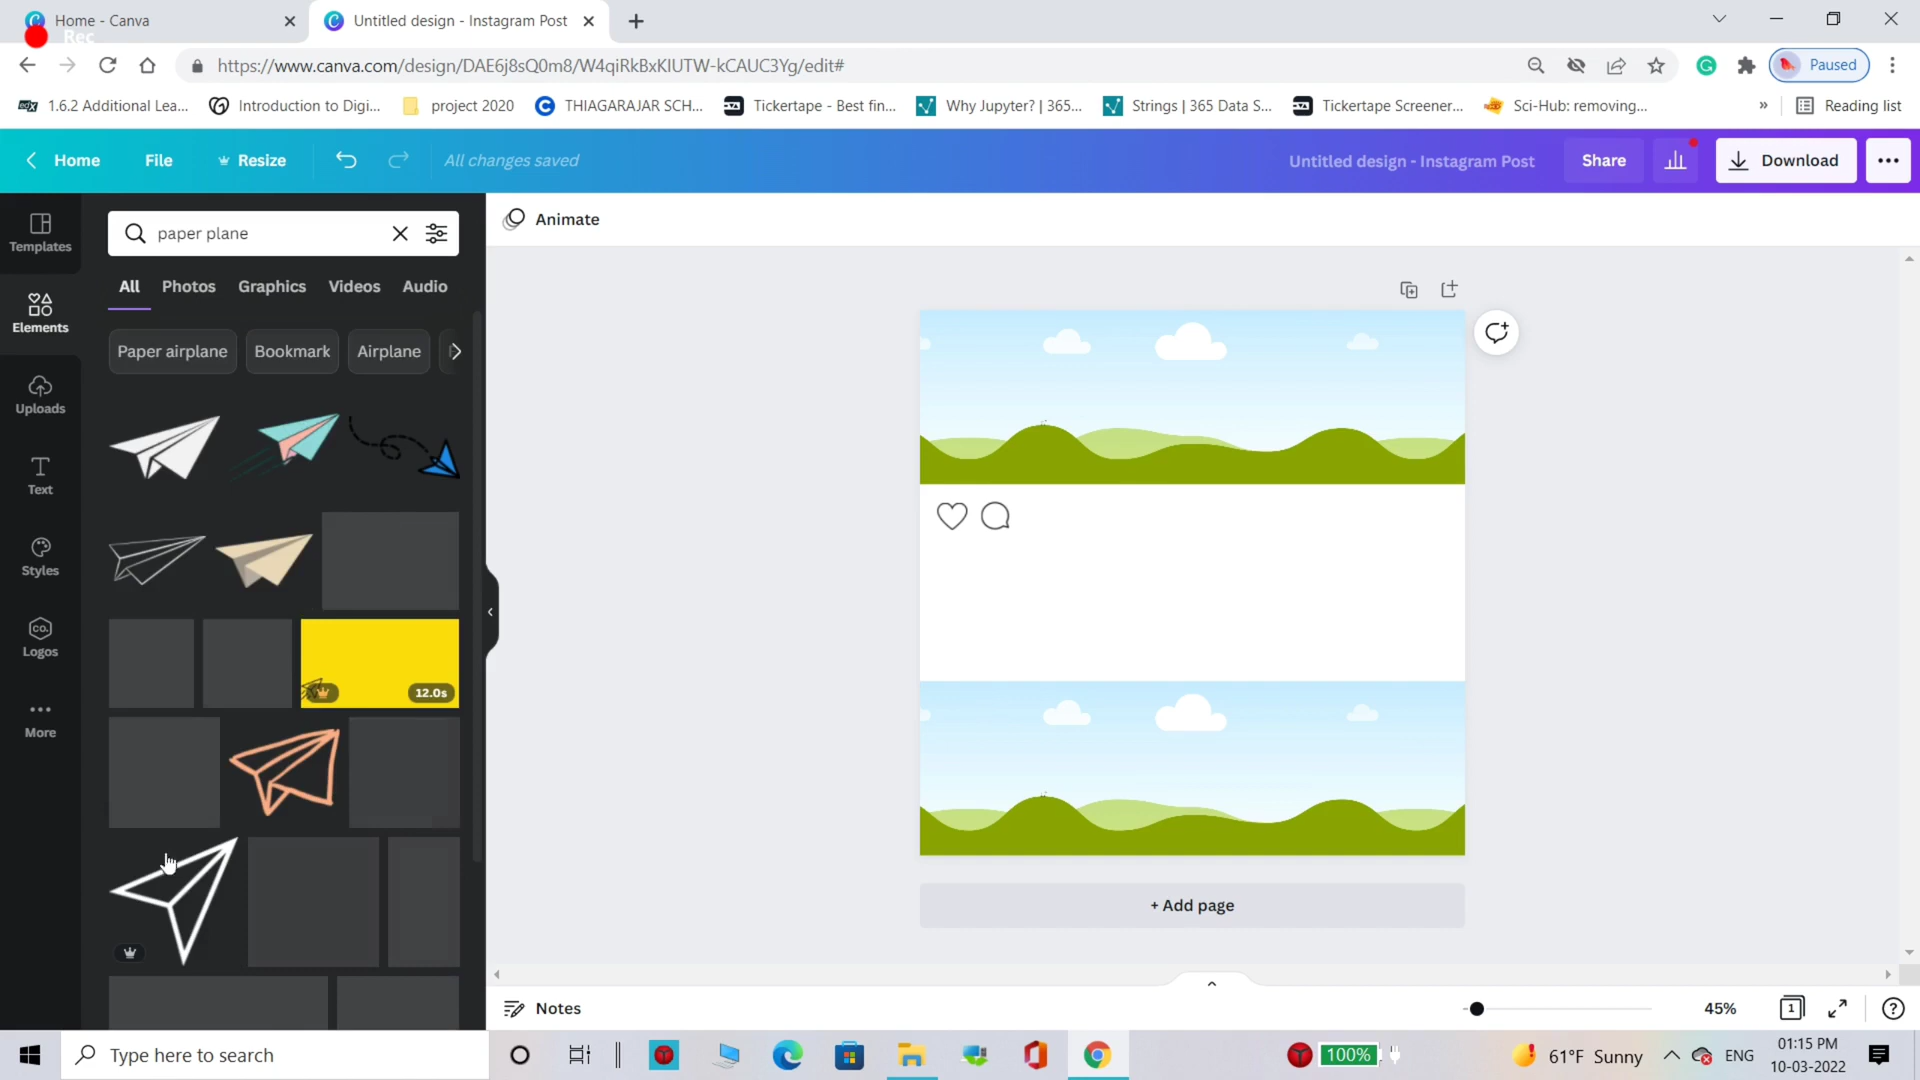 Home - Canva
Untitled design - Instagram Post
Rec
https://www.canva.com/design/DAE6j8sQ0m8/W4qiRkBxKIUTW-kCAUC3Yg/edit#
Paused
1.6.2 Additional Lea...
Introduction to Digi...
project 2020
THIAGARAJAR SCH...
Tickertape - Best fin...
Why Jupyter? | 365...
Strings | 365 Data S...
Tickertape Screener...
Sci-Hub: removing...
»
Reading list
Home
File
Resize
All changes saved
Untitled design - Instagram Post
Share
Download
Templates
Elements
Uploads
Text
Styles
CO.
Logos
More
paper plane
All
Photos
Graphics
Videos
Audio
Paper airplane
Bookmark
Airplane
12.0s
Animate
+ Add page
Notes
45%
1
Type here to search
100%
61°F Sunny
ENG
01:15 PM
10-03-2022